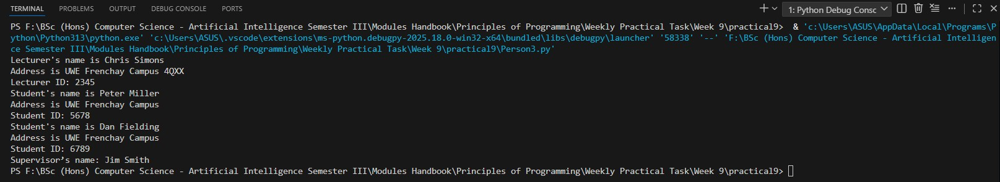 TERMINAL PROBLEMS OUTPUT DEBUG CONSOLE PORTS 1: Python Debug Consc
PS F:\BSc (Hons) Computer Science - Artificial Intelligence Semester III\Modules Handbook\Principles of Programming\Weekly Practical Task\Week 9\practical9> & 'c:\Users\ASUS\AppData\Local\Programs\P
ython\Python313\python.exe' 'c:\Users\ASUS\.vscode\extensions\ms-python.debugpy-2025.18.0-win32-x64\bundled\libs\debugpy\launcher' '58338' '--' 'F:\BSc (Hons) Computer Science - Artificial Intelligen
ce Semester III\Modules Handbook\Principles of Programming\Weekly Practical Task\Week 9\practical9\Person3.py'
Lecturer's name is Chris Simons
Address is UWE Frenchay Campus 4QXX
Lecturer ID: 2345
Student's name is Peter Miller
Address is UWE Frenchay Campus
Student ID: 5678
Student's name is Dan Fielding
Address is UWE Frenchay Campus
Student ID: 6789
Supervisor’s name: Jim Smith
PS F:\BSc (Hons) Computer Science - Artificial Intelligence Semester III\Modules Handbook\Principles of Programming\Weekly Practical Task\Week 9\practical9>